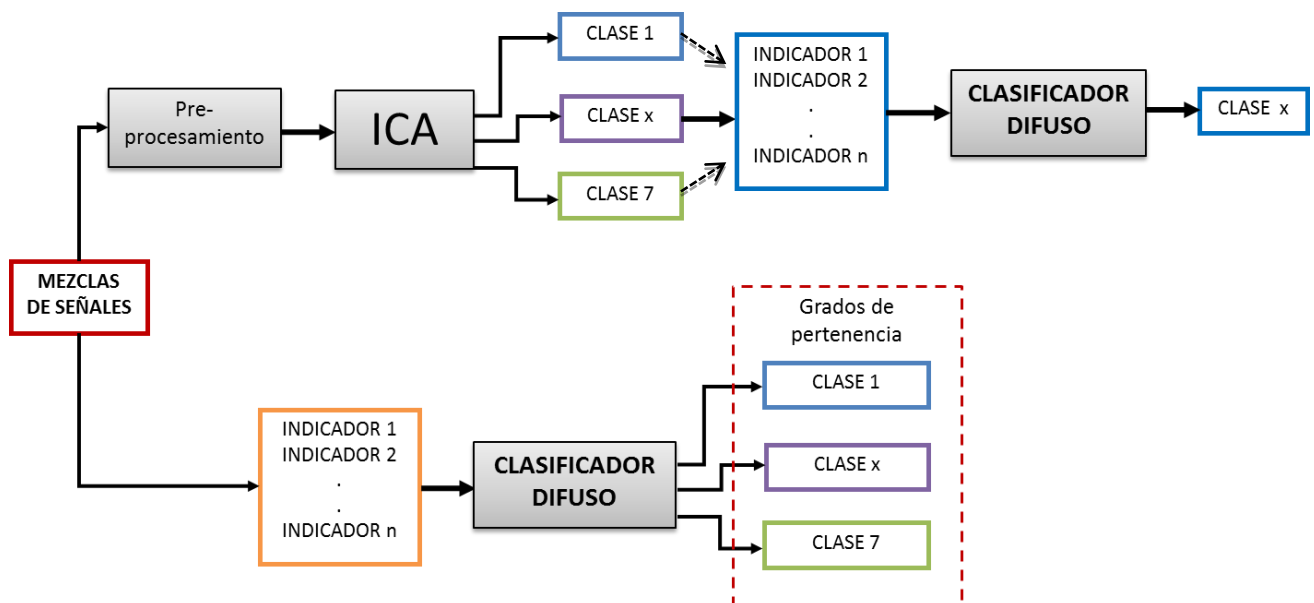 Pre-
procesamiento
ICA
CLASE 1
CLASE x
CLASE 7
INDICADOR 1
INDICADOR 2
.
.
INDICADOR n
CLASIFICADOR
DIFUSO
CLASE x
MEZCLAS
DE SEÑALES
INDICADOR 1
INDICADOR 2
.
.
INDICADOR n
CLASIFICADOR
DIFUSO
Grados de
pertenencia
CLASE 1
CLASE x
CLASE 7